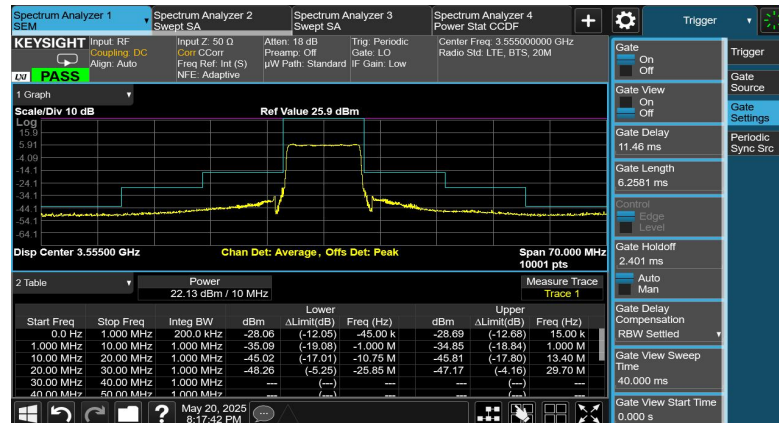 Spectrum Analyzer 1
SEM
Spectrum Analyzer 2
Swept SA
Spectrum Analyzer 3
Swept SA
Spectrum Analyzer 4
Power Stat CCDF
+
Trigger
KEYSIGHT
LXI
PASS
Input: RF
Coupling: DC
Align: Auto
Input Z: 50 Ω
Corr CCorr
Freq Ref: Int (S)
NFE: Adaptive
Atten: 18 dB
Preamp: Off
µW Path: Standard
Trig: Periodic
Gate: LO
IF Gain: Low
Center Freq: 3.555000000 GHz
Radio Std: LTE, BTS, 20M
1 Graph
Scale/Div 10 dB
Ref Value 25.9 dBm
Log
15.9
5.91
-4.09
-14.1
-24.1
-34.1
-44.1
-54.1
-64.1
Disp Center 3.55500 GHz
Chan Det: Average, Offs Det: Peak
Span 70.000 MHz
10001 pts
2 Table
Power
22.13 dBm / 10 MHz
Measure Trace
Trace 1
Lower Upper
Start Freq Stop Freq Integ BW dBm ∆Limit(dB) Freq (Hz) dBm ∆Limit(dB) Freq (Hz)
0.0 Hz 1.000 MHz 200.0 kHz -28.06 (-12.05) -45.00 k -28.69 (-12.68) 15.00 k
1.000 MHz 10.00 MHz 1.000 MHz -35.09 (-19.08) -1.000 M -34.85 (-18.84) 1.000 M
10.00 MHz 20.00 MHz 1.000 MHz -45.02 (-17.01) -10.75 M -45.81 (-17.80) 13.40 M
20.00 MHz 30.00 MHz 1.000 MHz -48.26 (-5.25) -25.85 M -47.17 (-4.16) 29.70 M
30.00 MHz 40.00 MHz 1.000 MHz --- (---) --- --- (---) ---
40.00 MHz 50.00 MHz 1.000 MHz --- (---) --- --- (---) ---
?
May 20, 2025
8:17:42 PM
Gate
On
Off
Gate View
On
Off
Gate Delay
11.46 ms
Gate Length
6.2581 ms
Control
Edge
Level
Gate Holdoff
2.401 ms
Auto
Man
Gate Delay
Compensation
RBW Settled
Gate View Sweep
Time
40.000 ms
Gate View Start Time
0.000 s
Trigger
Gate
Source
Gate
Settings
Periodic
Sync Src